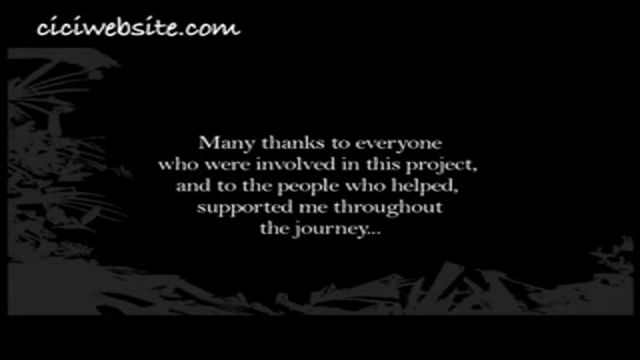 ciciwebsite.com
Many thanks to everyone
who were involved in this project,
and to the people who helped,
supported me throughout
the journey...